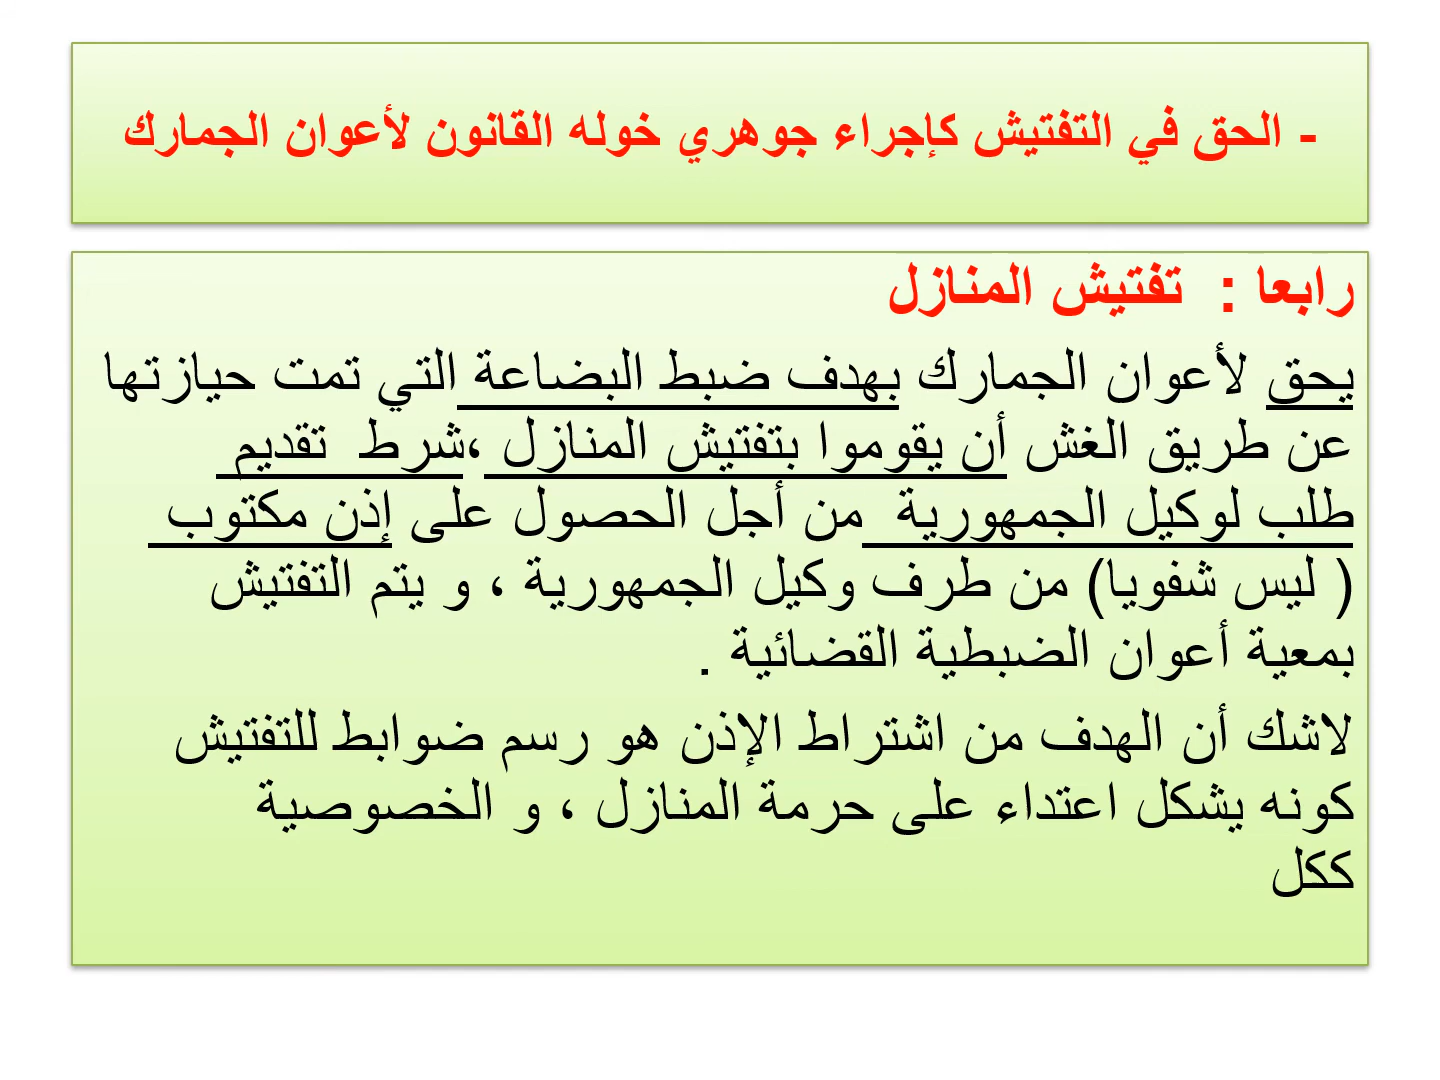 - الحق في التفتيش كإجراء جوهري خوله القانون لأعوان الجمارك
رابعا : تفتيش المنازل
يحق لأعوان الجمارك بهدف ضبط البضاعة التي تمت حيازتها
عن طريق الغش أن يقوموا بتفتيش المنازل ،شرط تقديم
طلب لوكيل الجمهورية من أجل الحصول على إذن مكتوب
( ليس شفويا) من طرف وكيل الجمهورية ، و يتم التفتيش
بمعية أعوان الضبطية القضائية .
لاشك أن الهدف من اشتراط الإذن هو رسم ضوابط للتفتيش
كونه يشكل اعتداء على حرمة المنازل ، و الخصوصية
ككل